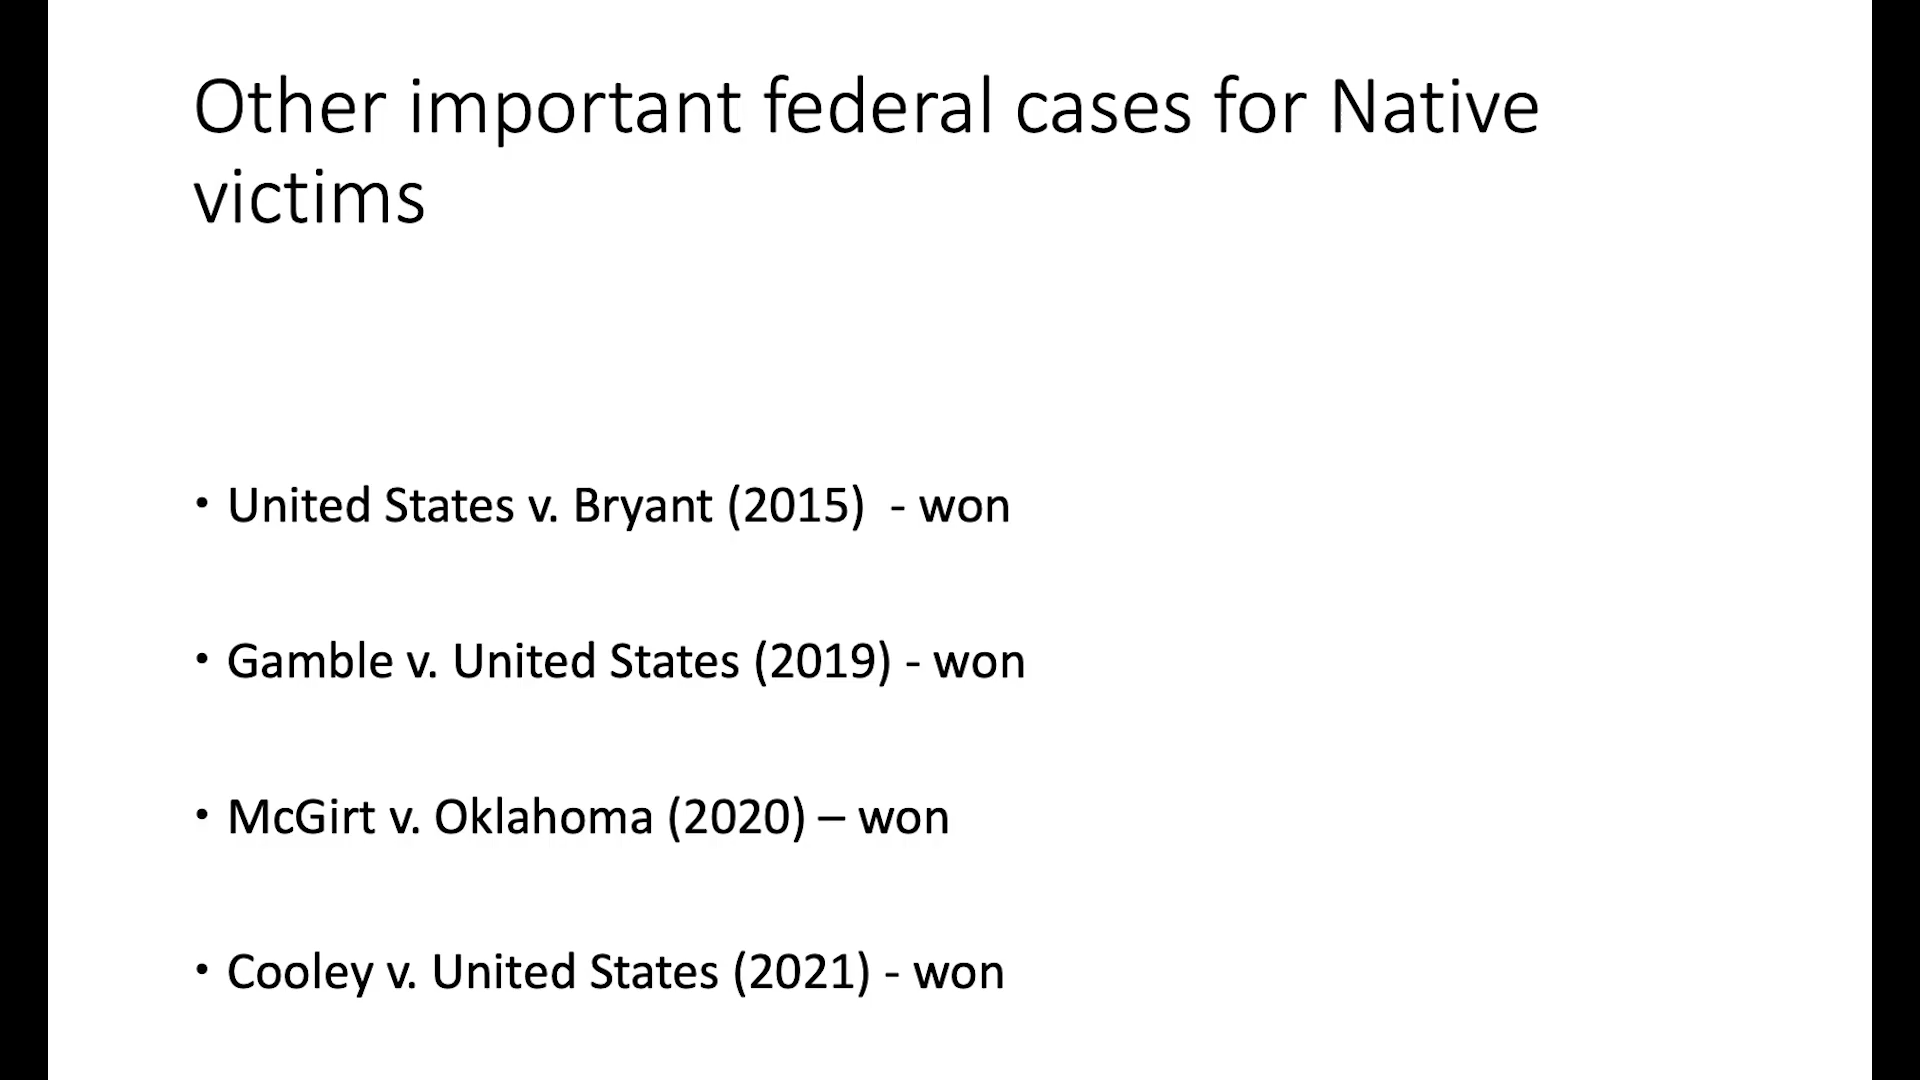 Other important federal cases for Native
victims
• United States v. Bryant (2015)  - won
• Gamble v. United States (2019) - won
• McGirt v. Oklahoma (2020) – won
• Cooley v. United States (2021) - won